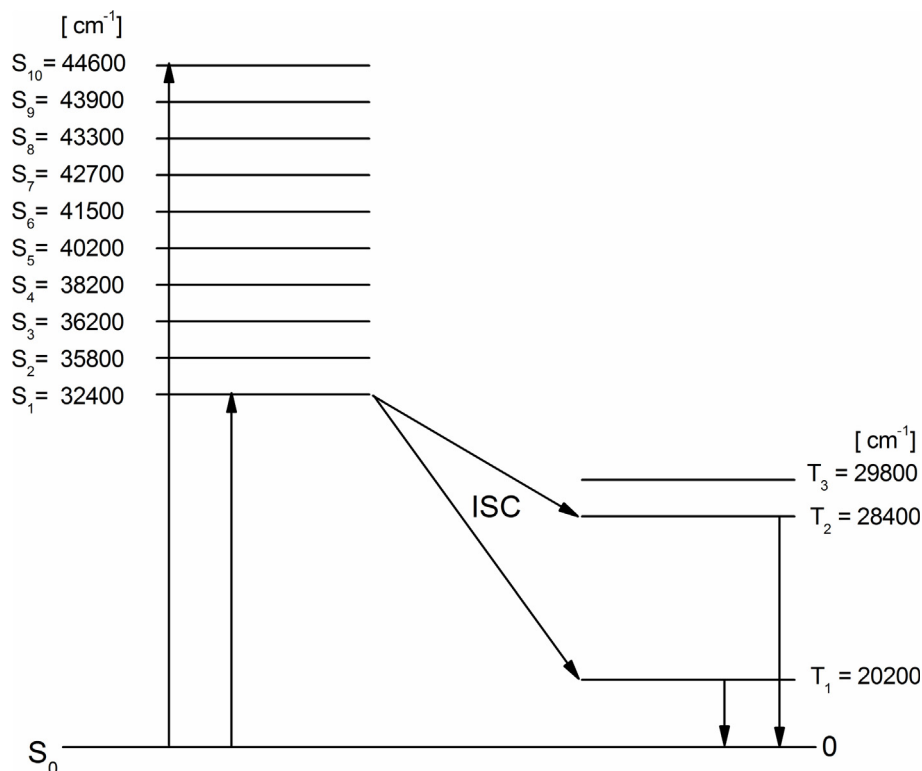 [ cm⁻¹]
S₁₀= 44600
S₉= 43900
S₈= 43300
S₇= 42700
S₆= 41500
S₅= 40200
S₄= 38200
S₃= 36200
S₂= 35800
S₁= 32400
[ cm⁻¹]
T₃ = 29800
ISC
T₂ = 28400
T₁ = 20200
S₀
0